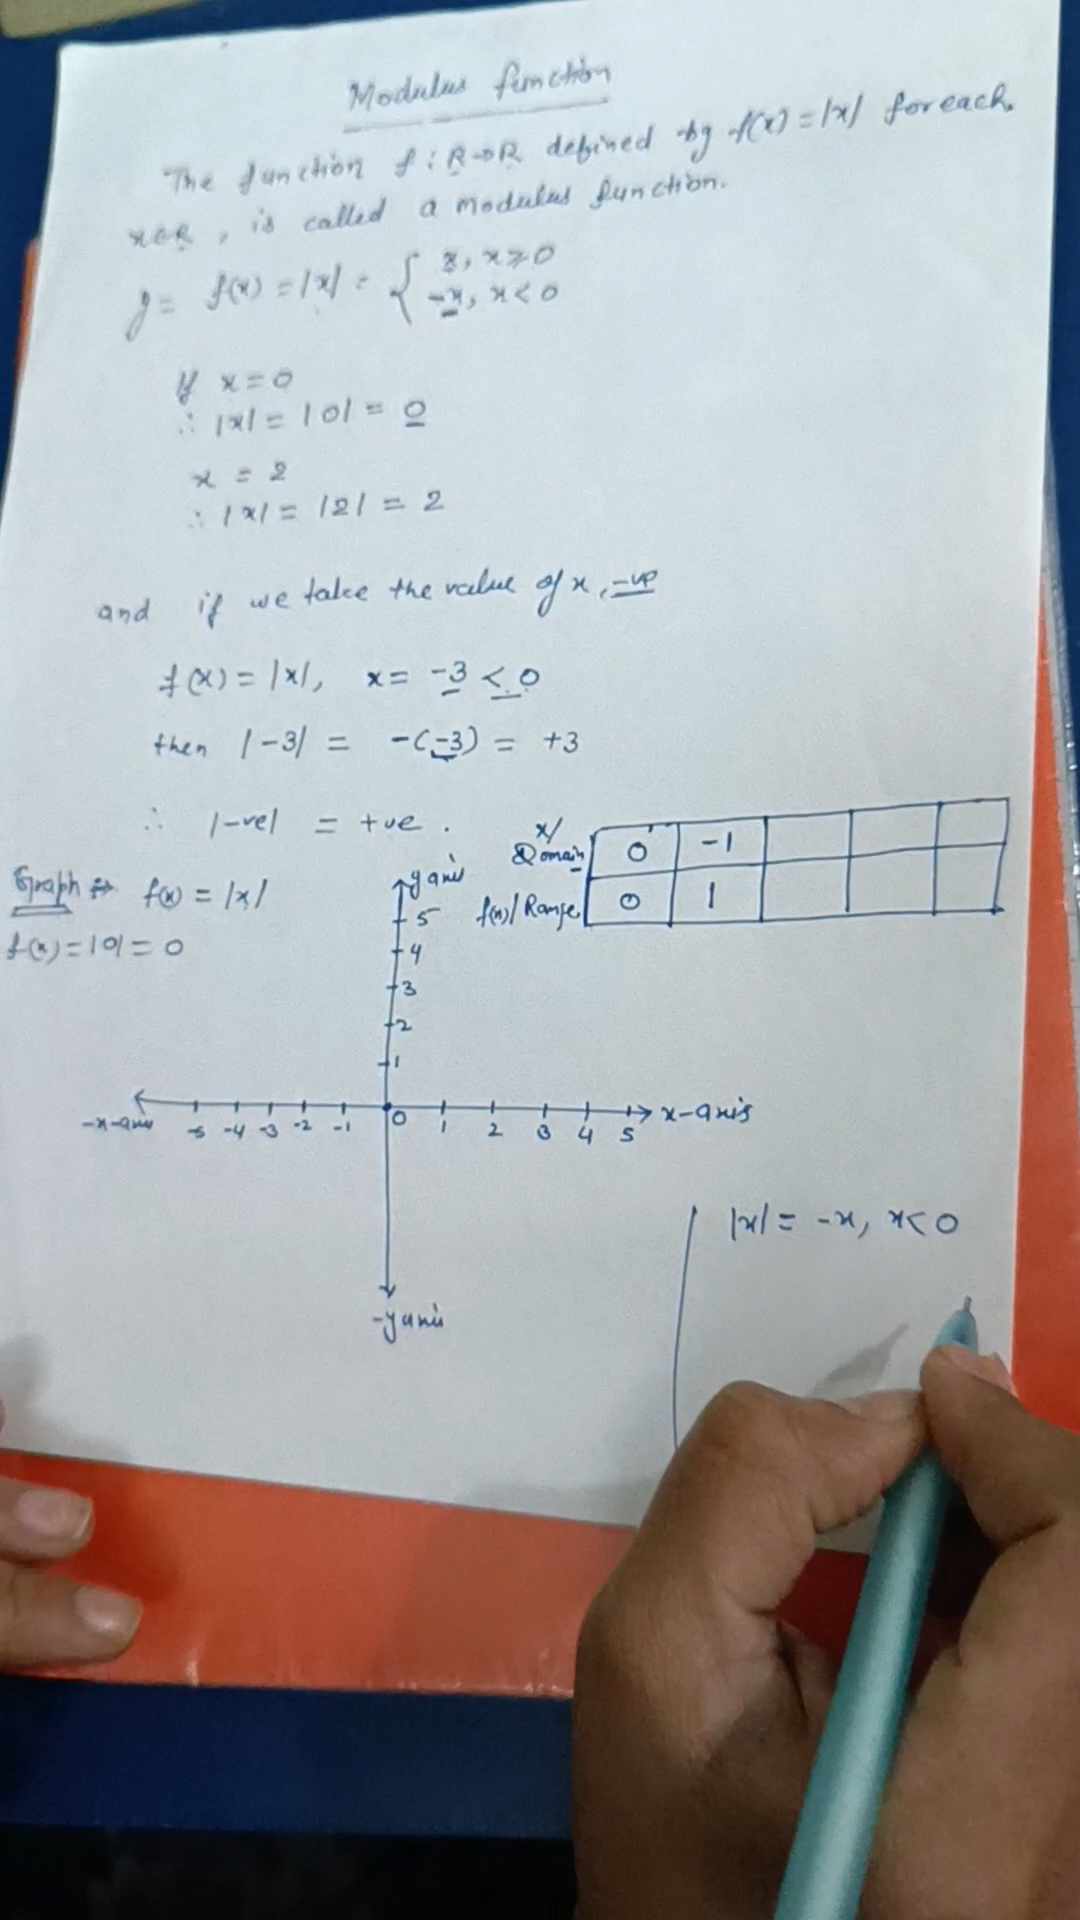 Modulus function
The function f : R→R defined by f(x) = |x| for each
x∈R, is called a modulus function.
y = f(x) = |x| = { x, x ≥ 0
-x, x < 0
If x = 0
∴ |x| = |0| = 0
x = 2
∴ |x| = |2| = 2
and if we take the value of x, -ve
f(x) = |x|, x = -3 < 0
then |-3| = -(-3) = +3
∴ |-ve| = +ve .
x/
Domain 0 -1
f(x)/Range 0 1
Graph ⇒ f(x) = |x|
f(x) = |0| = 0
y axis
5
4
3
2
1
-x-axis -5 -4 -3 -2 -1 0 1 2 3 4 5 x-axis
-y axis
|x| = -x, x < 0